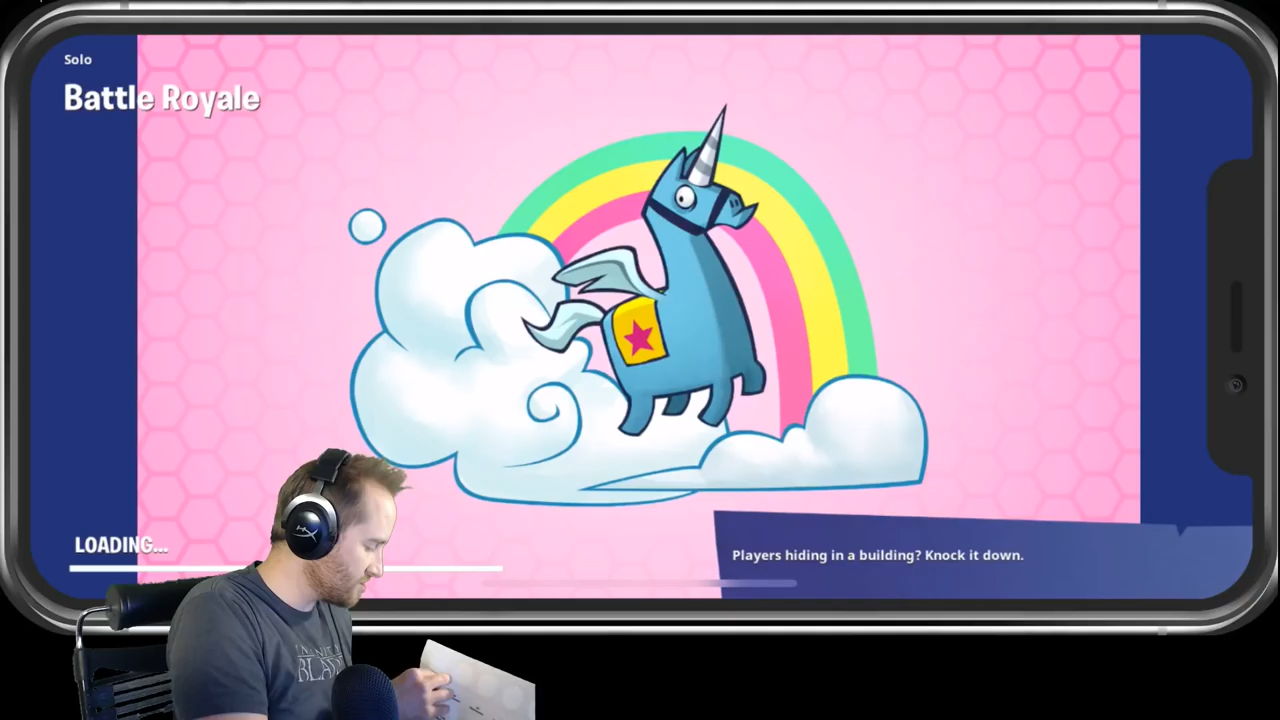 Solo
Battle Royale
LOADING...
Players hiding in a building? Knock it down.